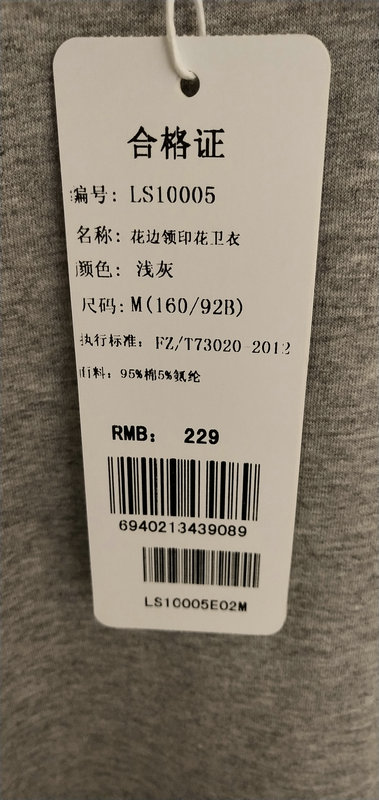 合格证
编号: LS10005
名称: 花边领印花卫衣
颜色: 浅灰
尺码: M(160/92B)
执行标准: FZ/T73020-2012
面料: 95%棉5%氨纶
RMB: 229
6940213439089
LS10005E02M